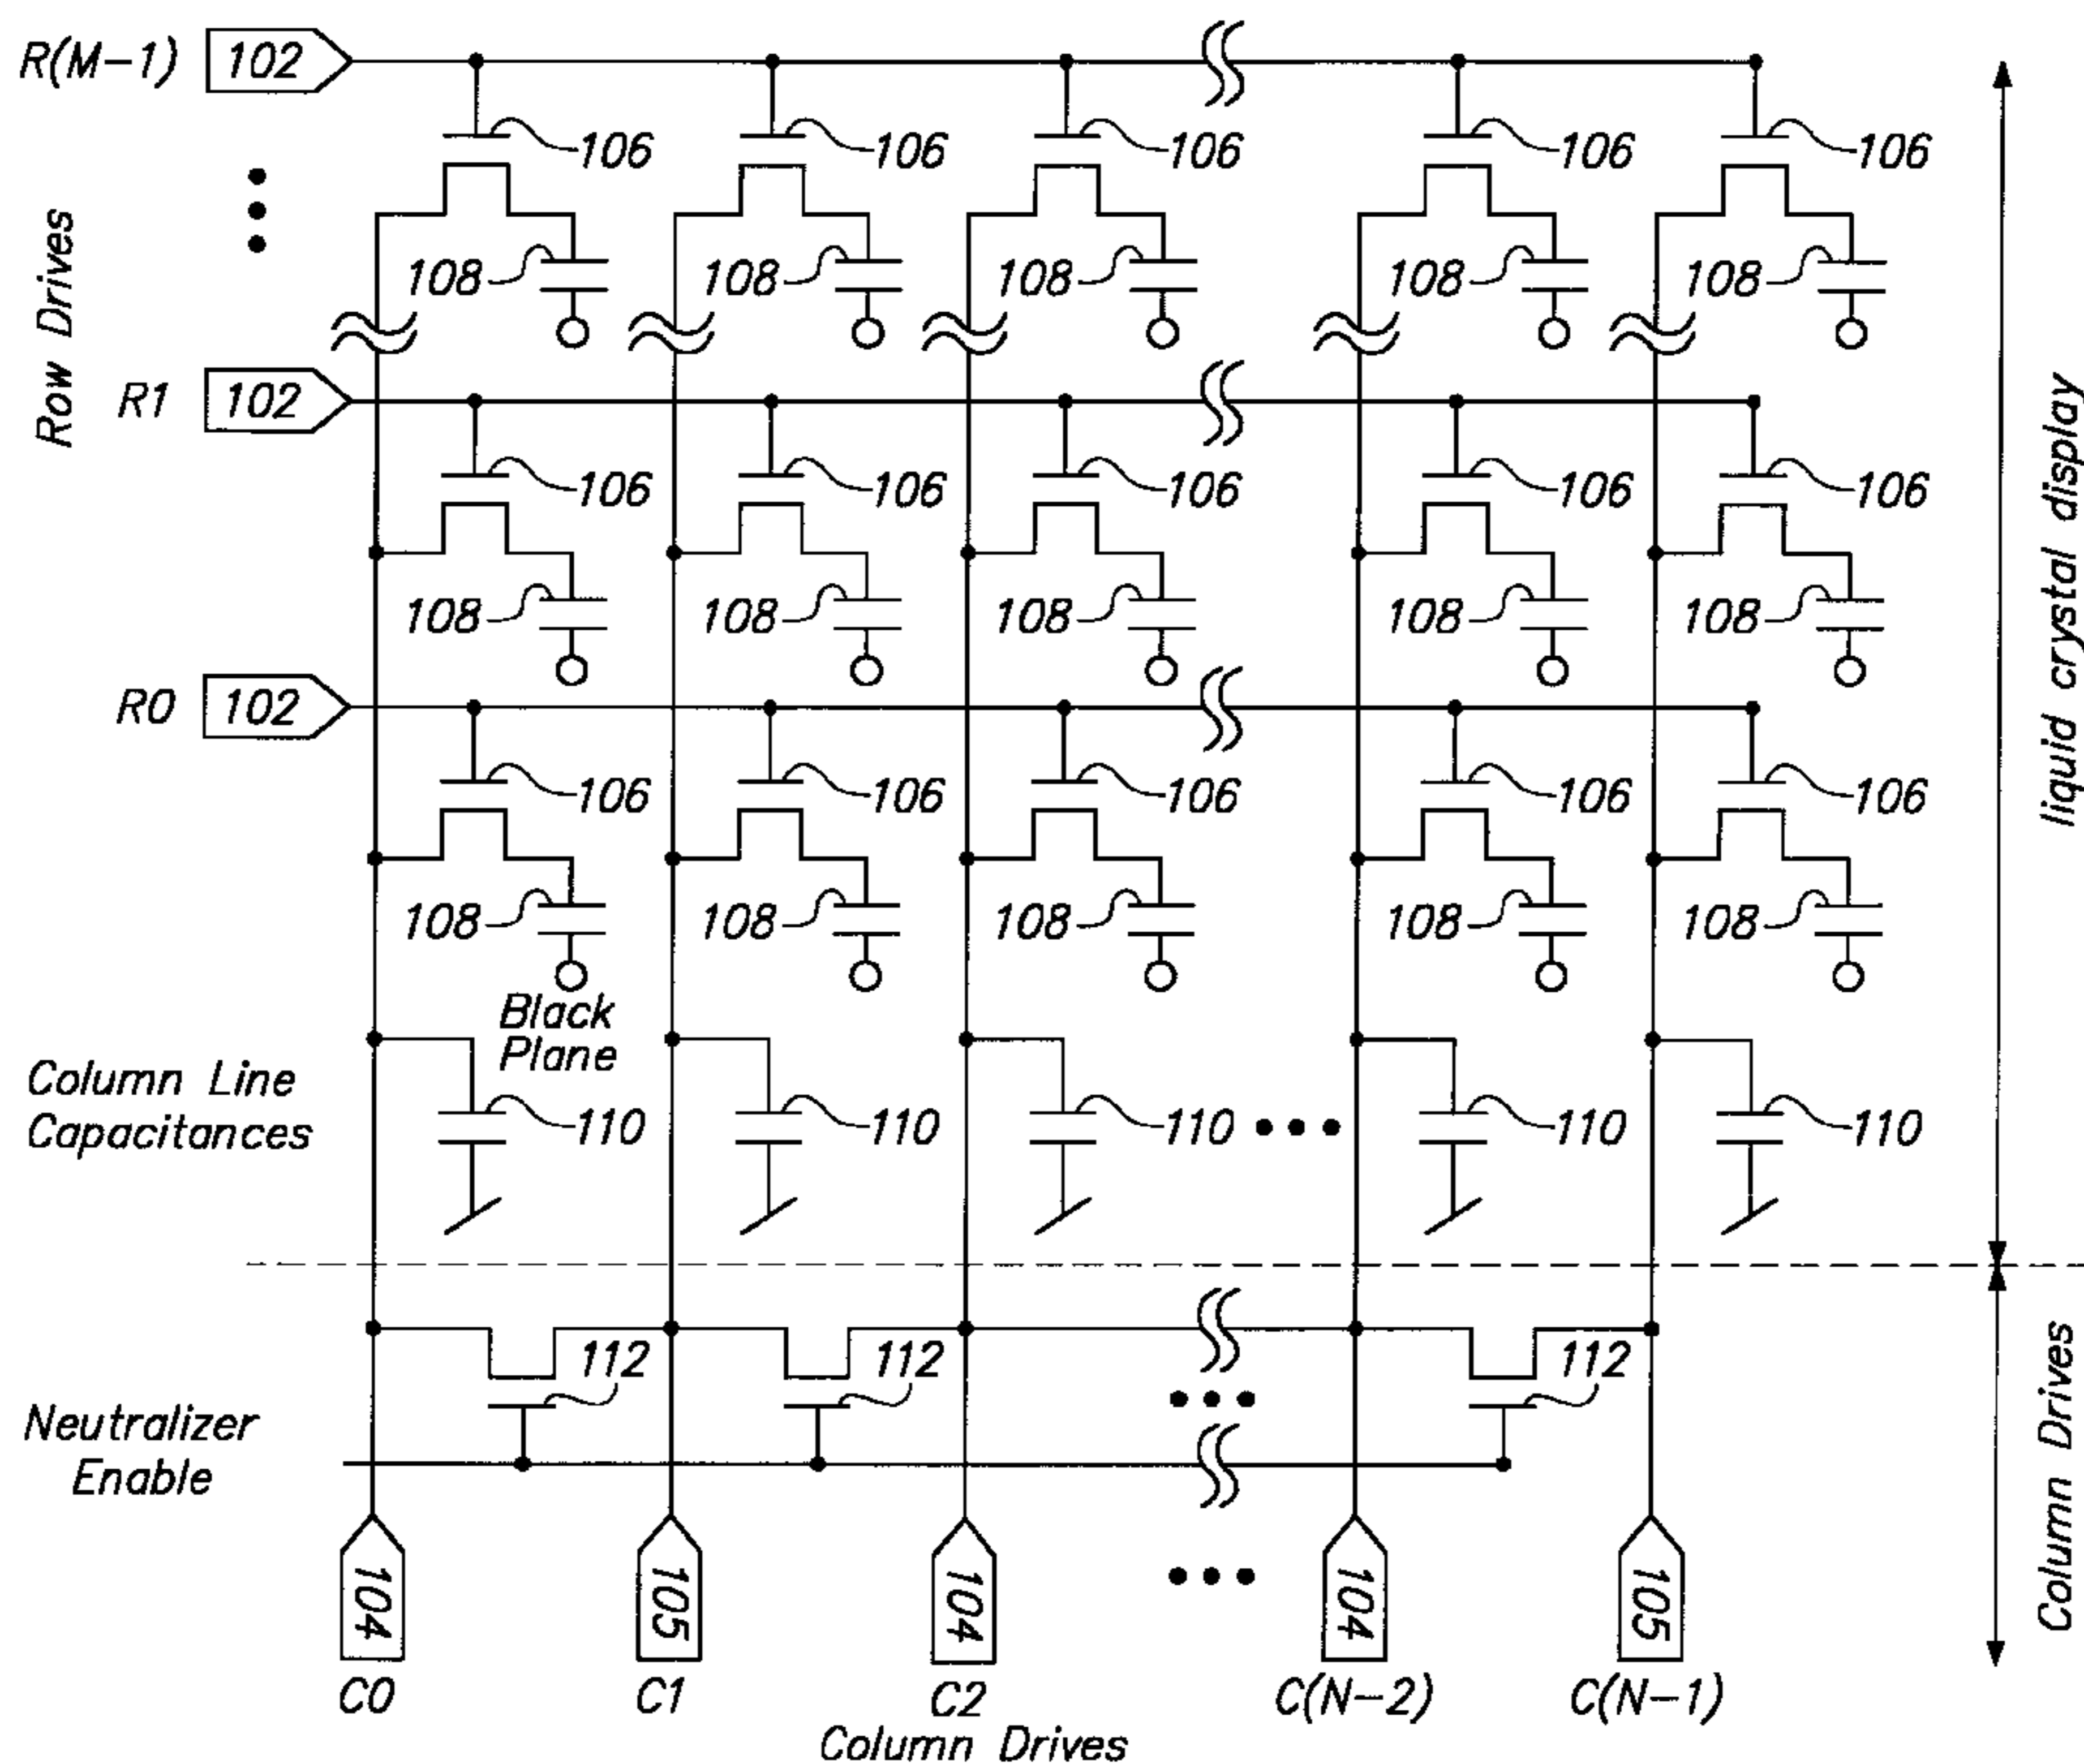 R(M-1) 102
106 106 106 106 106
108 108 108 108 108
Row Drives
R1 102
106 106 106 106 106
108 108 108 108 108
R0 102
106 106 106 106 106
108 108 108 108 108
Black
Plane
Column Line
Capacitances
110 110 110 110 110
liquid crystal display
112 112 112
Neutralizer
Enable
104 105 104 104 105
C0 C1 C2 C(N-2) C(N-1)
Column Drives
Column Drives